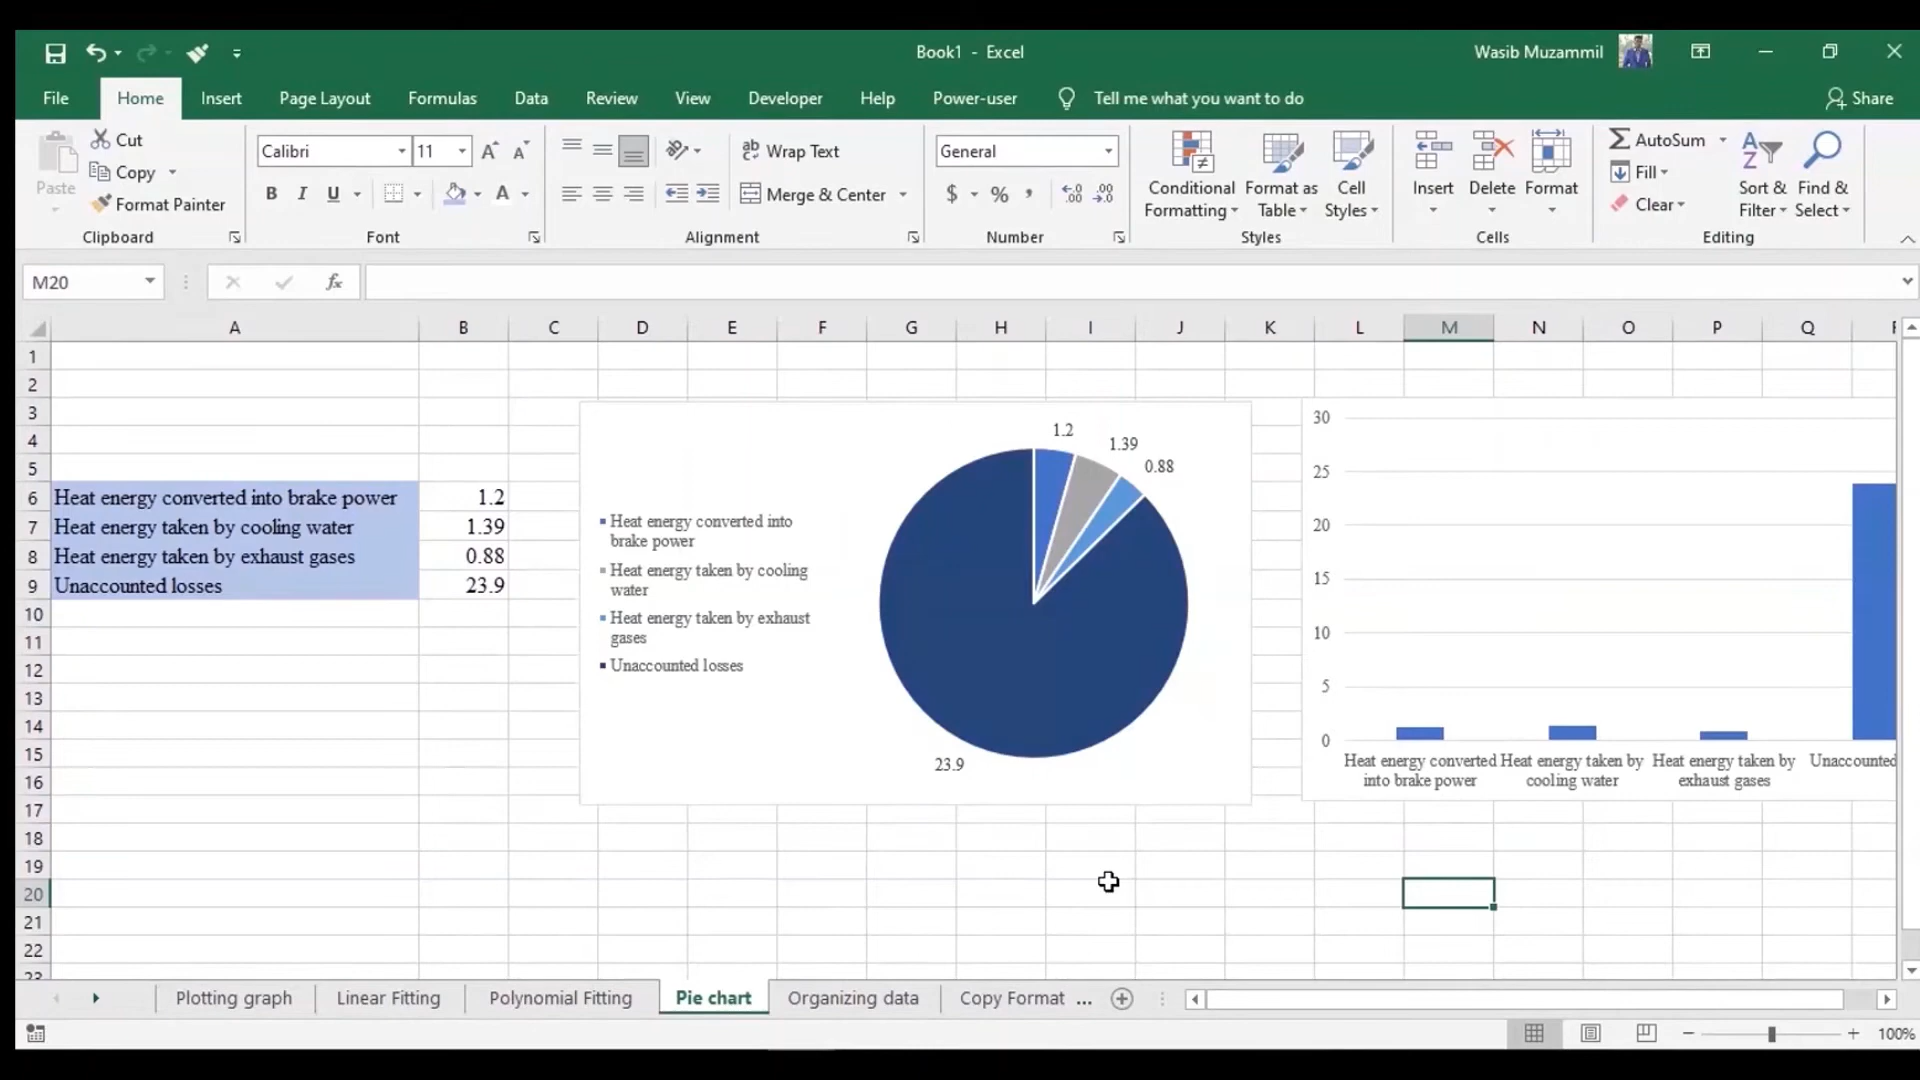 Book1 - Excel
Wasib Muzammil
File Home Insert Page Layout Formulas Data Review View Developer Help Power-user Tell me what you want to do Share
Paste
Cut
Copy
Format Painter
Clipboard
Calibri 11
B I U A
Font
ab Wrap Text
Merge & Center
Alignment
General
$ % ,
Number
Conditional Formatting
Format as Table
Cell Styles
Styles
Insert Delete Format
Cells
AutoSum
Fill
Clear
Sort & Filter
Find & Select
Editing
M20
fx
A B C D E F G H I J K L M N O P Q
1
2
3
4
5
6 Heat energy converted into brake power 1.2
7 Heat energy taken by cooling water 1.39
8 Heat energy taken by exhaust gases 0.88
9 Unaccounted losses 23.9
10
11
12
13
14
15
16
17
18
19
20
21
22
23
Heat energy converted into
brake power
Heat energy taken by cooling
water
Heat energy taken by exhaust
gases
Unaccounted losses
1.2
1.39
0.88
23.9
30
25
20
15
10
5
0
Heat energy converted
into brake power
Heat energy taken by
cooling water
Heat energy taken by
exhaust gases
Unaccounted
Plotting graph Linear Fitting Polynomial Fitting Pie chart Organizing data Copy Format ...
100%